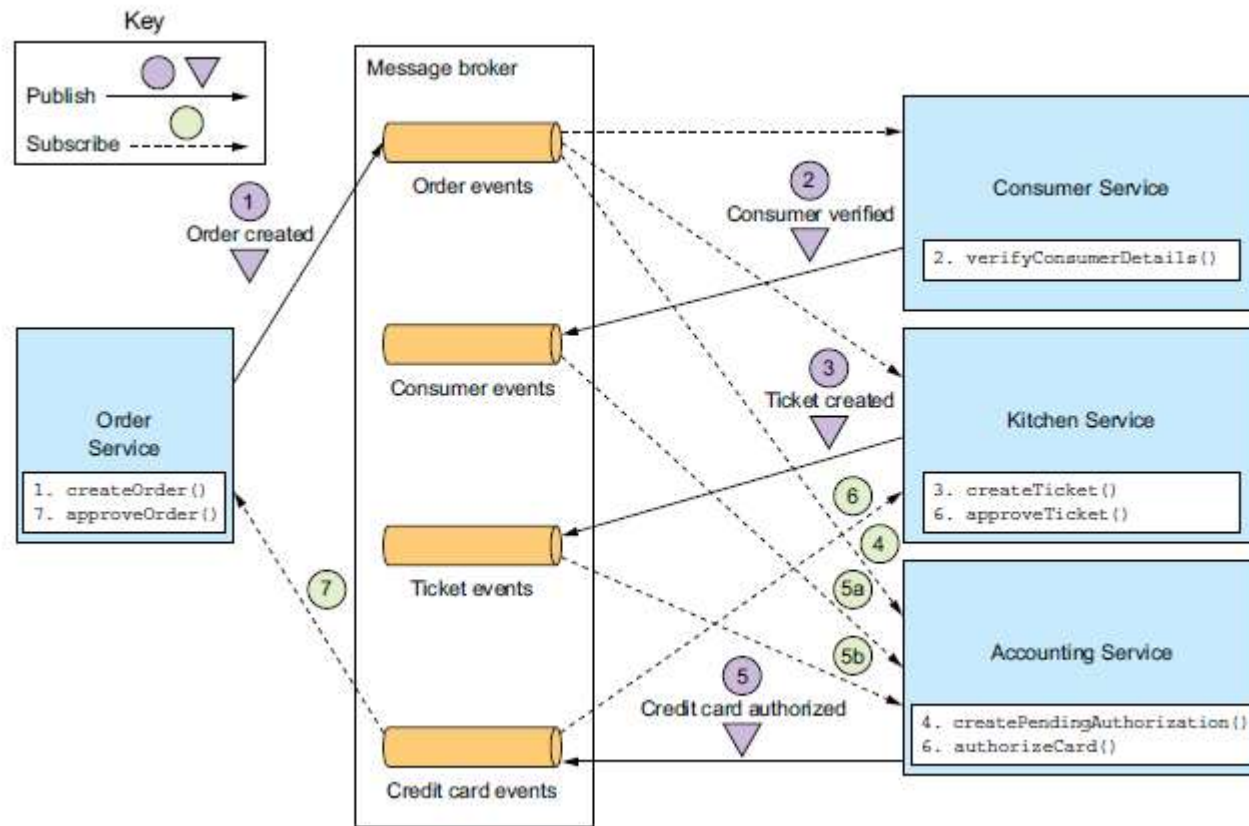 Key
Publish
Subscribe
Message broker
Order events
Consumer events
Ticket events
Credit card events
1
Order created
2
Consumer verified
3
Ticket created
6
4
5a
5b
5
Credit card authorized
7
Order
Service
1. createOrder()
7. approveOrder()
Consumer Service
2. verifyConsumerDetails()
Kitchen Service
3. createTicket()
6. approveTicket()
Accounting Service
4. createPendingAuthorization()
6. authorizeCard()